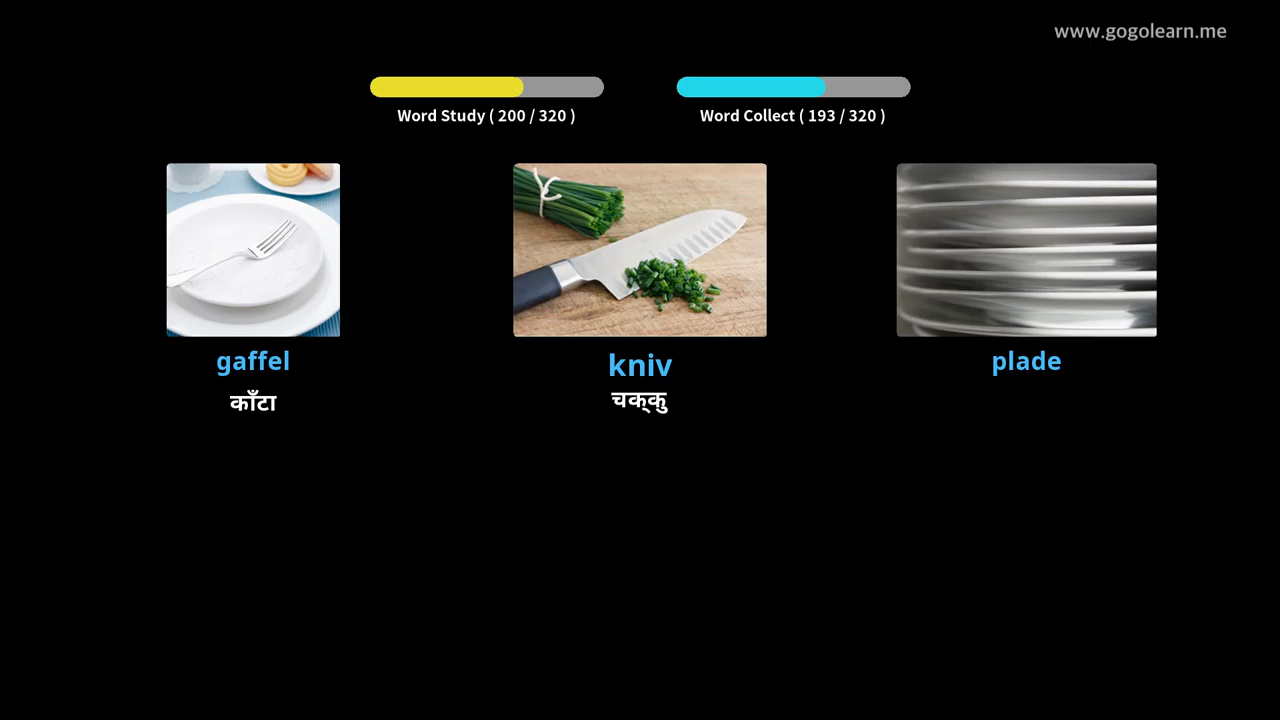 www.gogolearn.me
Word Study ( 200 / 320 )
Word Collect ( 193 / 320 )
gaffel
kniv
plade
काँटा
चक्कु